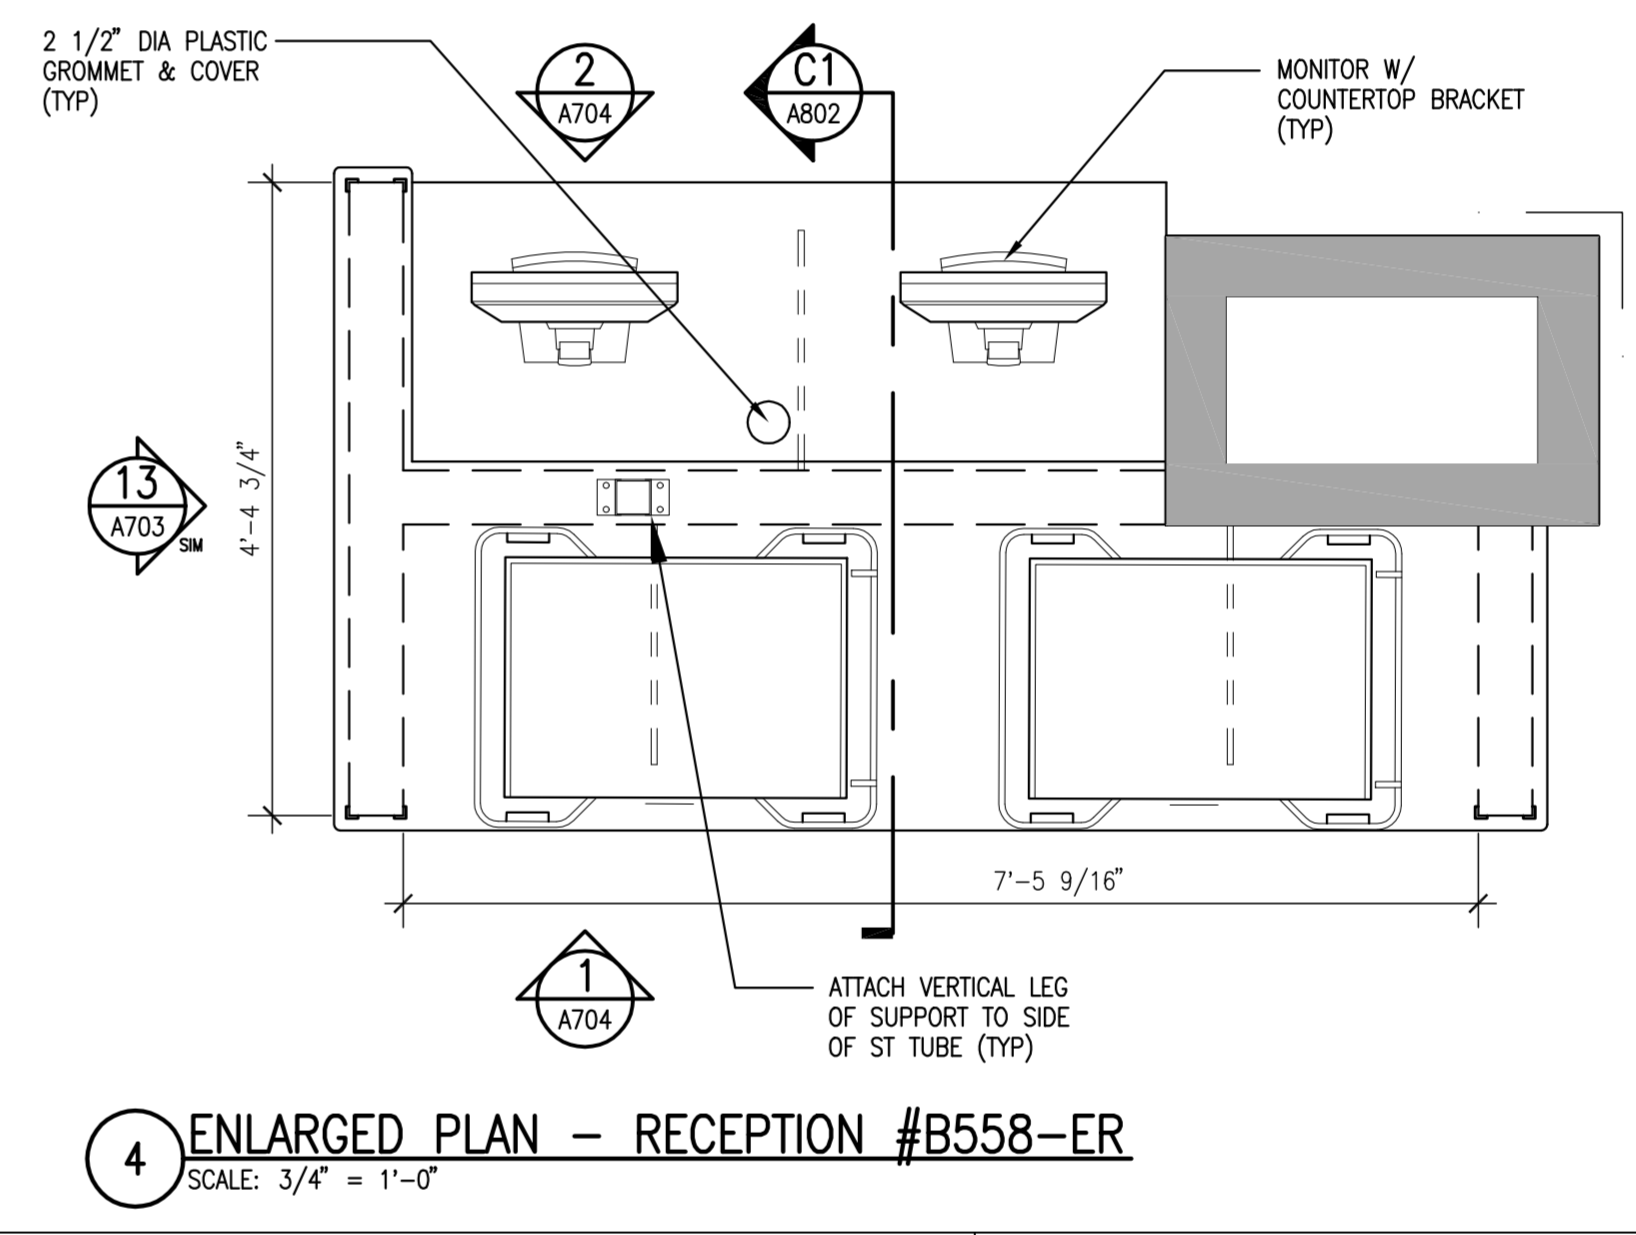 2 1/2" DIA PLASTIC
GROMMET & COVER
(TYP)
2
A704
C1
A802
MONITOR W/
COUNTERTOP BRACKET
(TYP)
13
A703
SIM
4'-4 3/4"
7'-5 9/16"
1
A704
ATTACH VERTICAL LEG
OF SUPPORT TO SIDE
OF ST TUBE (TYP)
4
ENLARGED PLAN - RECEPTION #B558-ER
SCALE: 3/4" = 1'-0"